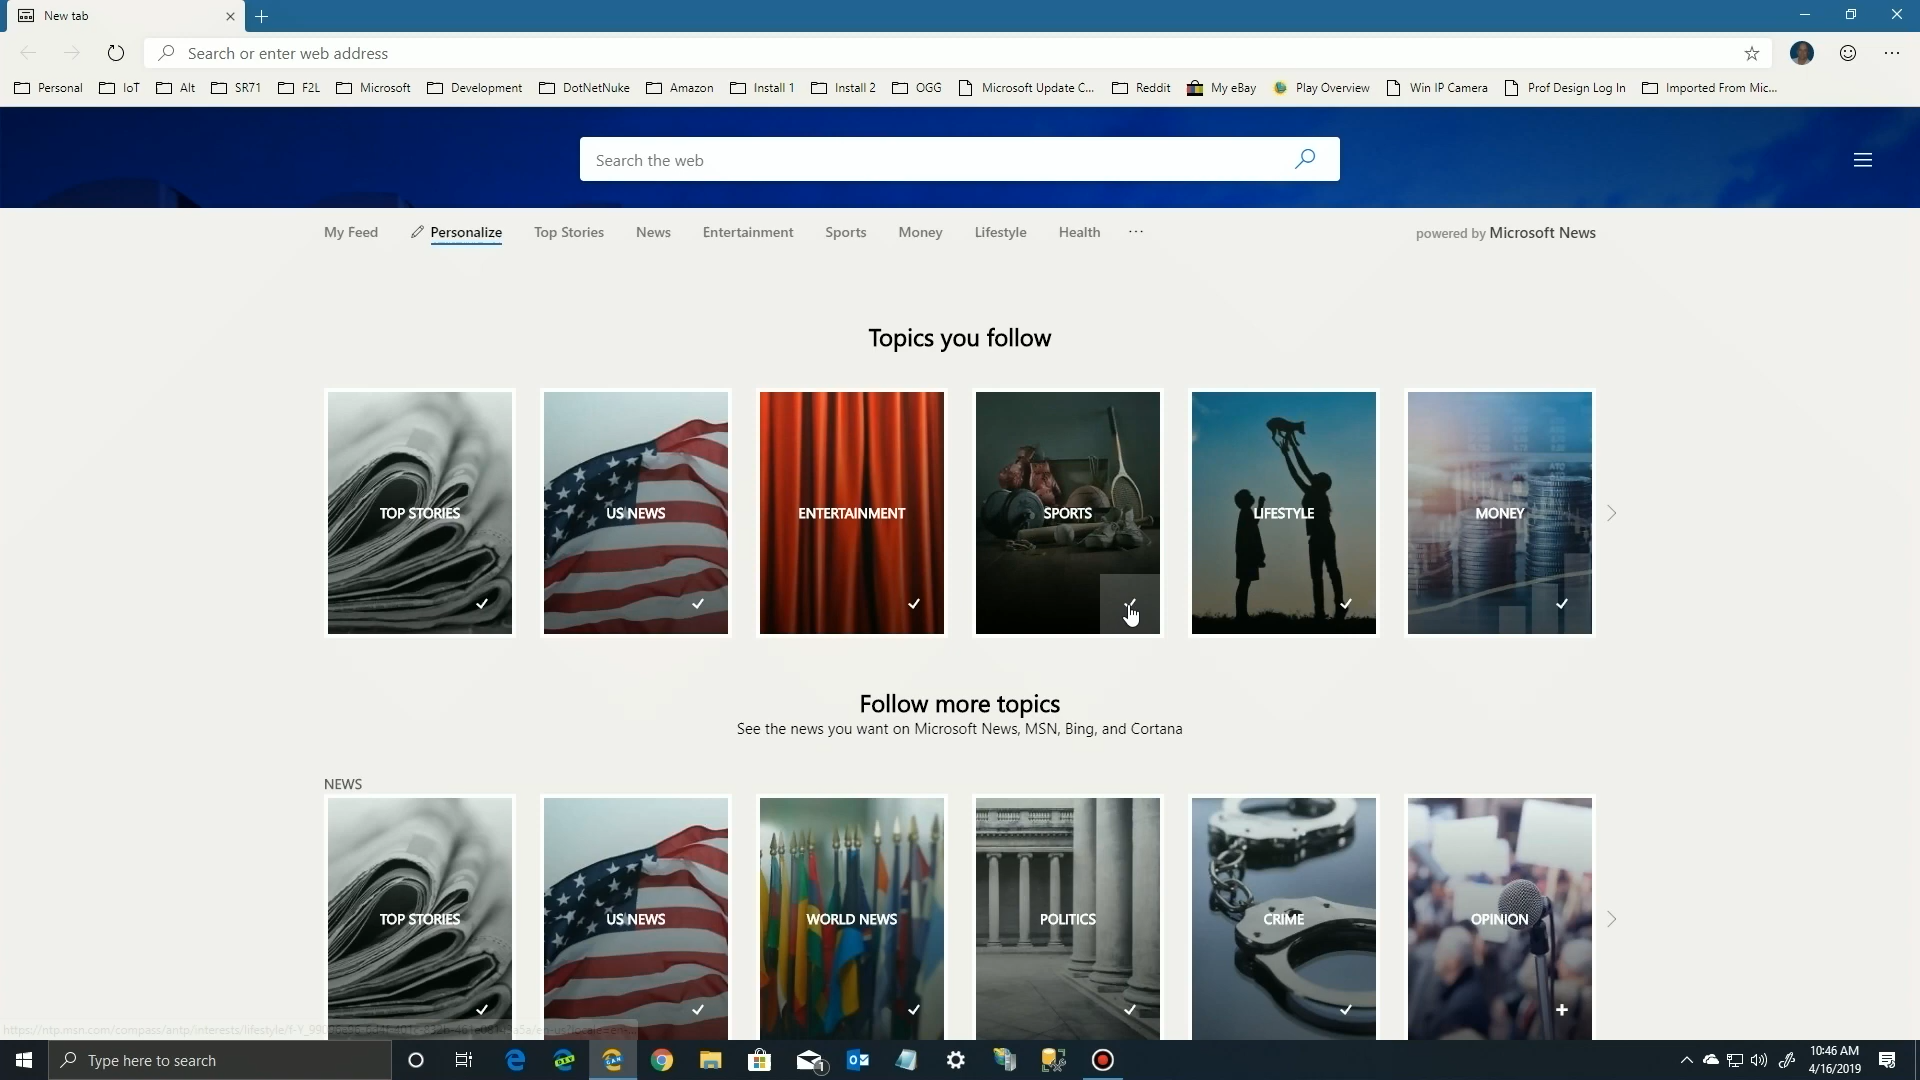 New tab
Search or enter web address
Personal IoT Alt SR71 F2L Microsoft Development DotNetNuke Amazon Install 1 Install 2 OGG Microsoft Update C... Reddit My eBay Play Overview Win IP Camera Prof Design Log In Imported From Mic...
Search the web
My Feed Personalize Top Stories News Entertainment Sports Money Lifestyle Health ... powered by Microsoft News
Topics you follow
TOP STORIES US NEWS ENTERTAINMENT SPORTS LIFESTYLE MONEY
Follow more topics
See the news you want on Microsoft News, MSN, Bing, and Cortana
NEWS
TOP STORIES US NEWS WORLD NEWS POLITICS CRIME OPINION
Type here to search
10:46 AM
4/16/2019